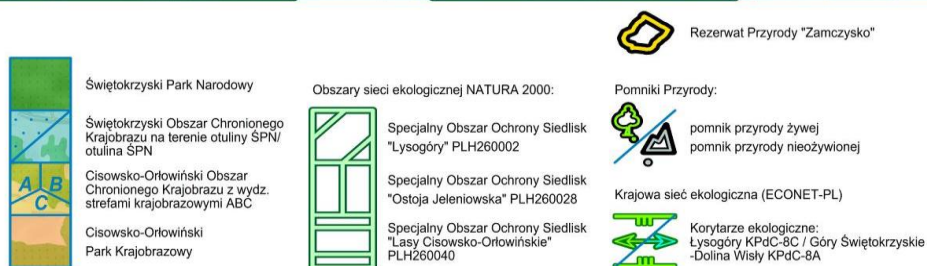 Rezerwat Przyrody "Zamczysko"
Świętokrzyski Park Narodowy
Świętokrzyski Obszar Chronionego
Krajobrazu na terenie otuliny ŚPN/
otulina ŚPN
A B
C
Cisowsko-Orłowiński Obszar
Chronionego Krajobrazu z wydz.
strefami krajobrazowymi ABC
Cisowsko-Orłowiński
Park Krajobrazowy
Obszary sieci ekologicznej NATURA 2000:
Specjalny Obszar Ochrony Siedlisk
"Lysogóry" PLH260002
Specjalny Obszar Ochrony Siedlisk
"Ostoja Jeleniowska" PLH260028
Specjalny Obszar Ochrony Siedlisk
"Lasy Cisowsko-Orłowińskie"
PLH260040
Pomniki Przyrody:
pomnik przyrody żywej
pomnik przyrody nieożywionej
Krajowa sieć ekologiczna (ECONET-PL)
Korytarze ekologiczne:
Łysogóry KPdC-8C / Góry Świętokrzyskie
-Dolina Wisły KPdC-8A